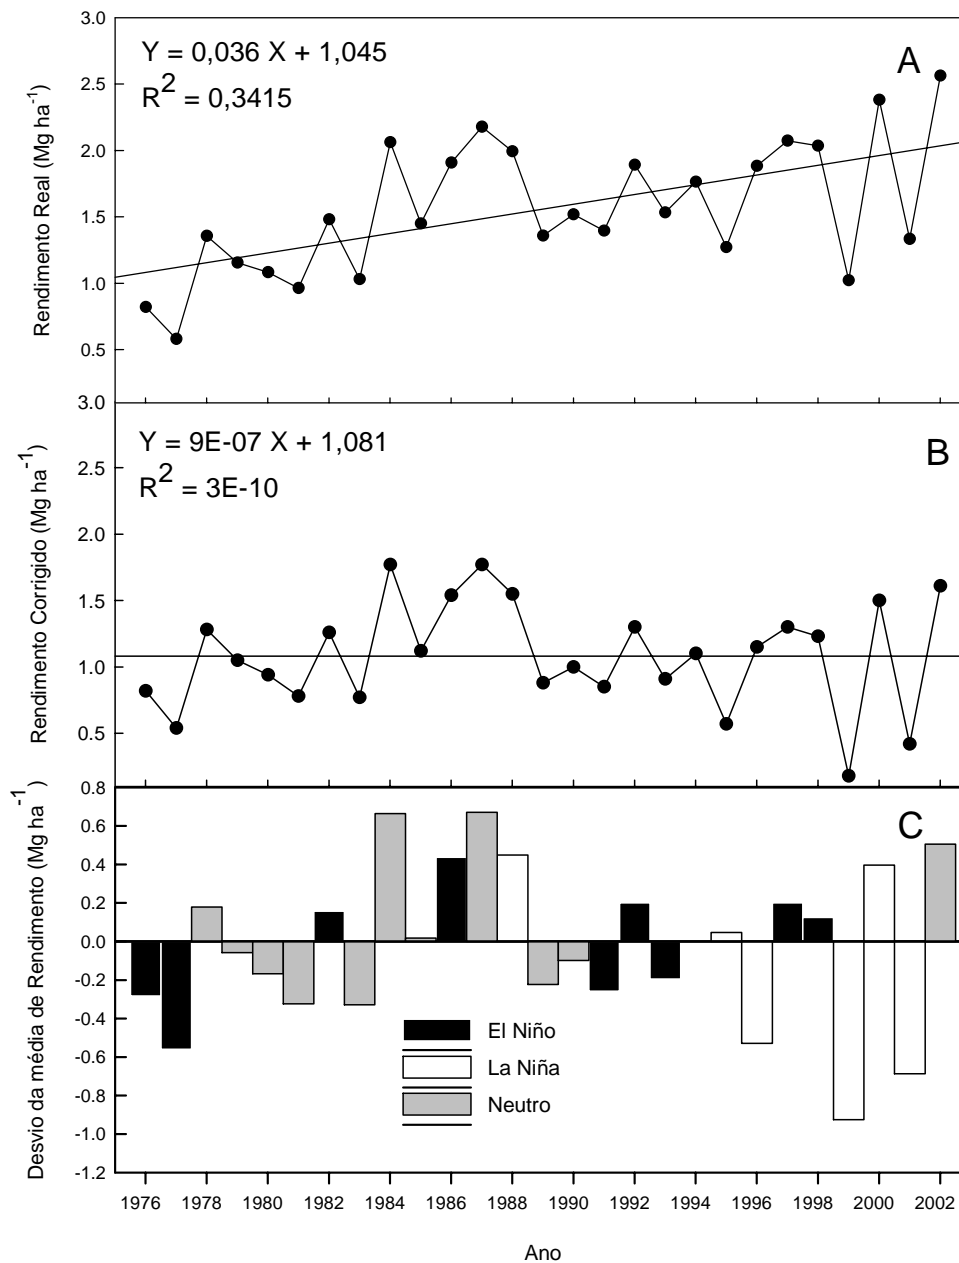 Y = 0,036 X + 1,045
R² = 0,3415
A
Rendimento Real (Mg ha⁻¹)
3.0
2.5
2.0
1.5
1.0
0.5
Y = 9E-07 X + 1,081
R² = 3E-10
B
Rendimento Corrigido (Mg ha⁻¹)
3.0
2.5
2.0
1.5
1.0
0.5
C
Desvio da média de Rendimento (Mg ha⁻¹)
0.8
0.6
0.4
0.2
0.0
-0.2
-0.4
-0.6
-0.8
-1.0
-1.2
El Niño
La Niña
Neutro
1976 1978 1980 1982 1984 1986 1988 1990 1992 1994 1996 1998 2000 2002
Ano